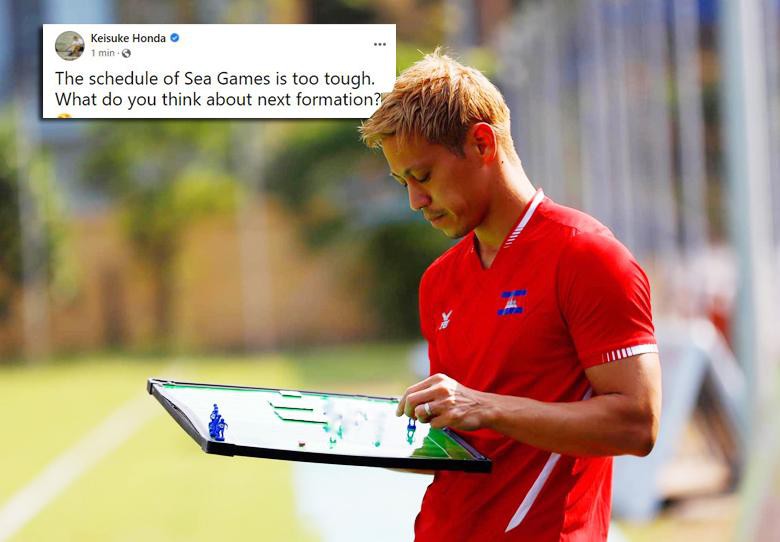 Keisuke Honda
1 min ·
The schedule of Sea Games is too tough.
What do you think about next formation?